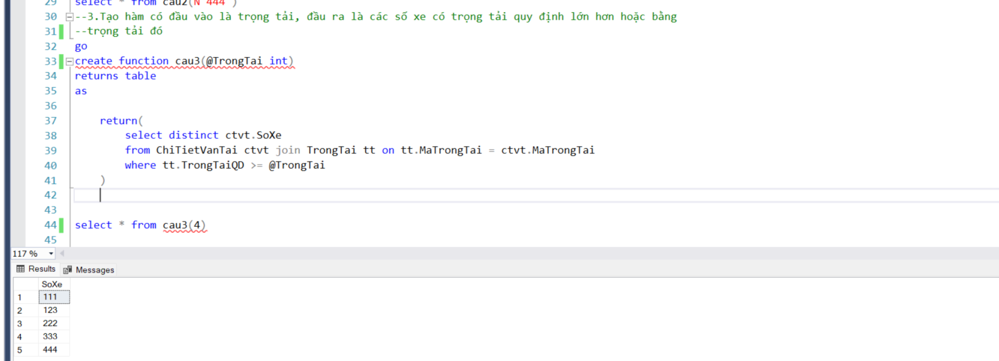 29 select * from cau2(N'444')
30 --3.Tạo hàm có đầu vào là trọng tải, đầu ra là các số xe có trọng tải quy định lớn hơn hoặc bằng
31 --trọng tải đó
32 go
33 create function cau3(@TrongTai int)
34 returns table
35 as
36
37 return(
38 select distinct ctvt.SoXe
39 from ChiTietVanTai ctvt join TrongTai tt on tt.MaTrongTai = ctvt.MaTrongTai
40 where tt.TrongTaiQD >= @TrongTai
41 )
42
43
44 select * from cau3(4)
45
117 %
Results Messages
SoXe
1 111
2 123
3 222
4 333
5 444